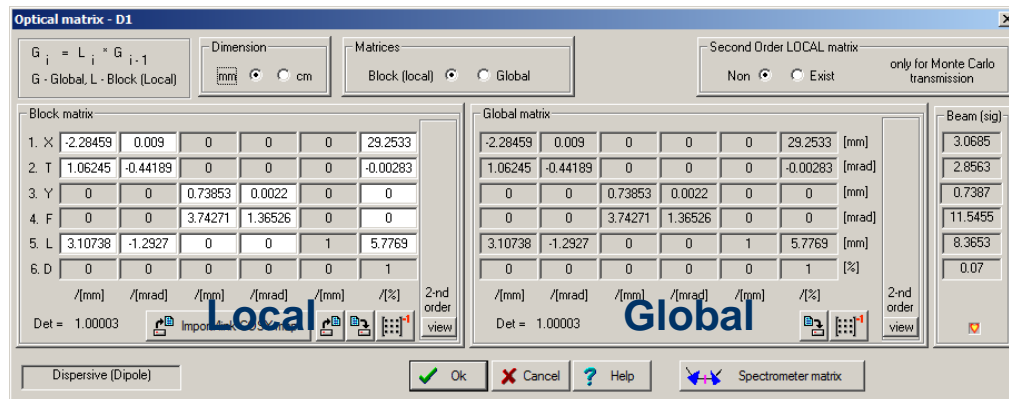 Optical matrix - D1
G i = L i * G i-1
G - Global, L - Block (Local)
Dimension
mm cm
Matrices
Block (local) Global
Second Order LOCAL matrix
Non Exist
only for Monte Carlo
transmission
Block matrix
1. X -2.28459 0.009 0 0 0 29.2533
2. T 1.06245 -0.44189 0 0 0 -0.00283
3. Y 0 0 0.73853 0.0022 0 0
4. F 0 0 3.74271 1.36526 0 0
5. L 3.10738 -1.2927 0 0 1 5.7769
6. D 0 0 0 0 0 1
/[mm] /[mrad] /[mm] /[mrad] /[mm] /[%]
2-nd
order
view
Det = 1.00003
Local
Global matrix
-2.28459 0.009 0 0 0 29.2533 [mm]
1.06245 -0.44189 0 0 0 -0.00283 [mrad]
0 0 0.73853 0.0022 0 0 [mm]
0 0 3.74271 1.36526 0 0 [mrad]
3.10738 -1.2927 0 0 1 5.7769 [mm]
0 0 0 0 0 1 [%]
/[mm] /[mrad] /[mm] /[mrad] /[mm] /[%]
2-nd
order
view
Det = 1.00003
Global
Beam (sig)
3.0685
2.8563
0.7387
11.5455
8.3653
0.07
Dispersive (Dipole)
Ok
Cancel
? Help
Spectrometer matrix